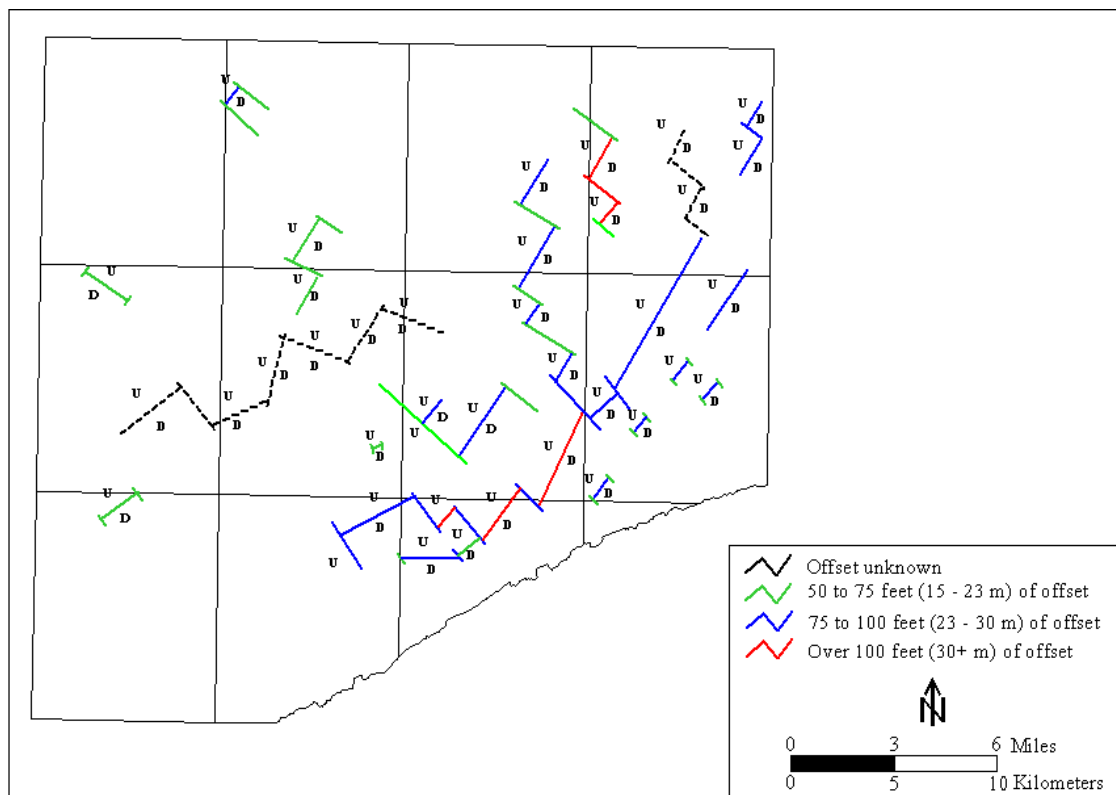 U
D
U
D
U
U
D
U
D
U
D
U
D
U
D
D
U
U
D
U
D
U
D
U
U
U
D
D
D
U
U
U
D
D
U
U
D
D
D
U
D
U
U
D
D
U
U
U
U
U
D
D
D
U
D
D
U
D
U
D
U
U
D
U
D
U
D
U
D
U
U
U
D
D
D
U
U
D
U
D
Offset unknown
50 to 75 feet (15 - 23 m) of offset
75 to 100 feet (23 - 30 m) of offset
Over 100 feet (30+ m) of offset
N
0 3 6 Miles
0 5 10 Kilometers